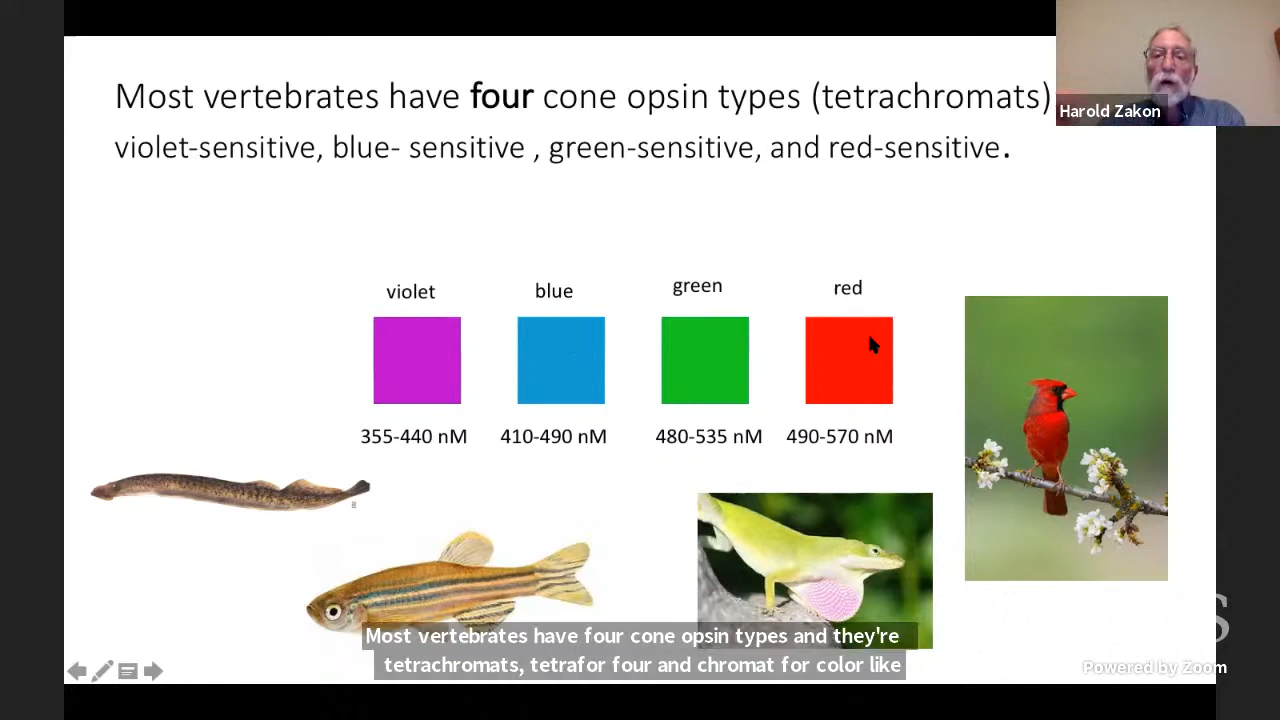 Most vertebrates have four cone opsin types (tetrachromats)
violet-sensitive, blue- sensitive , green-sensitive, and red-sensitive.
Harold Zakon
violet blue green red
355-440 nM 410-490 nM 480-535 nM 490-570 nM
Most vertebrates have four cone opsin types and they're
tetrachromats, tetrafor four and chromat for color like
Powered by Zoom